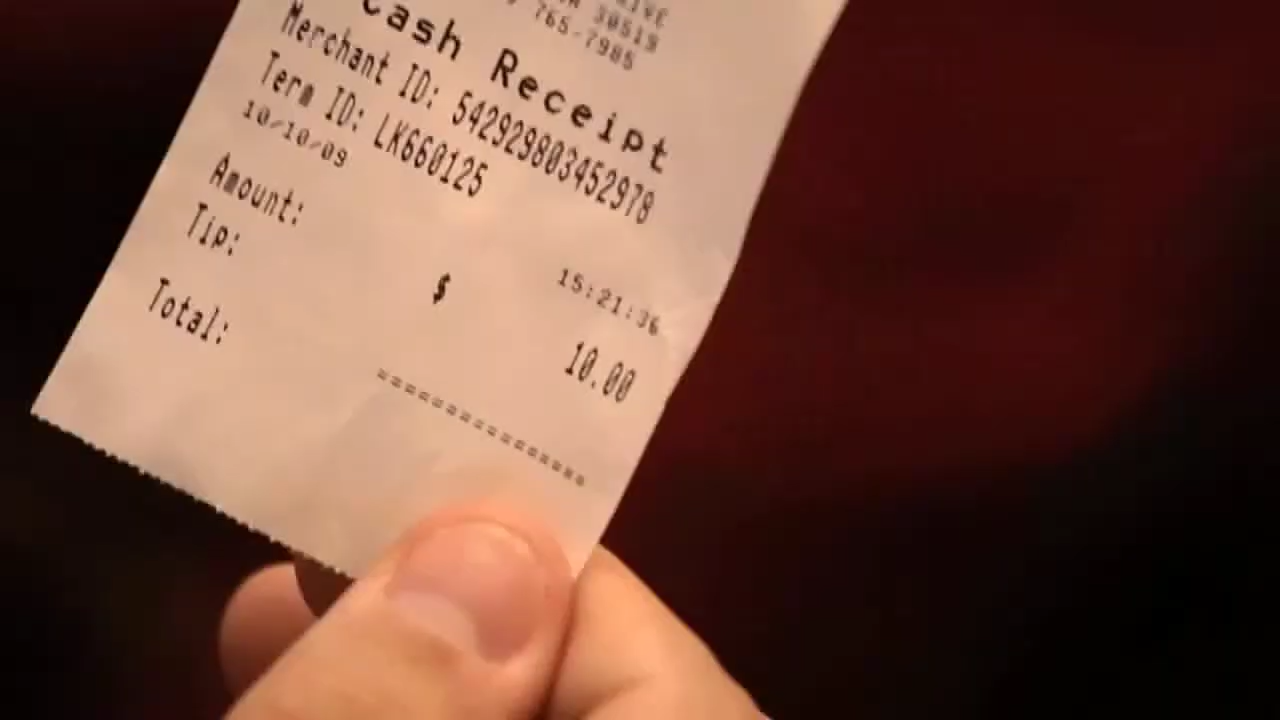 30519
765-7985
Cash Receipt
Merchant ID: 542929803452978
Term ID: LK660125
10/10/09 15:21:36
Amount: $ 10.00
Tip:
Total:
==============